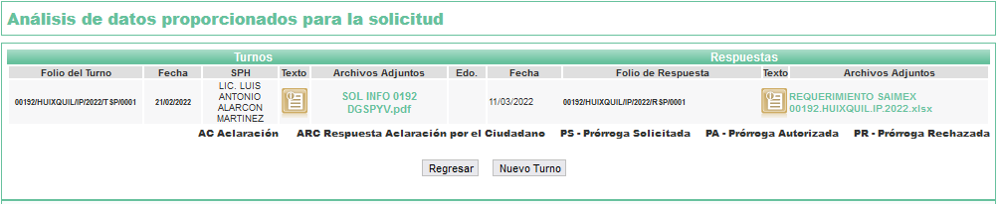 Análisis de datos proporcionados para la solicitud
Turnos Respuestas
Folio del Turno Fecha SPH Texto Archivos Adjuntos Edo. Fecha Folio de Respuesta Texto Archivos Adjuntos
00192/HUIXQUIL/IP/2022/TSP/0001 21/02/2022 LIC. LUIS ANTONIO ALARCON MARTINEZ SOL INFO 0192 DGSPYV.pdf 11/03/2022 00192/HUIXQUIL/IP/2022/RSP/0001 REQUERIMIENTO SAIMEX 00192.HUIXQUIL.IP.2022.xlsx
AC Aclaración ARC Respuesta Aclaración por el Ciudadano PS - Prórroga Solicitada PA - Prórroga Autorizada PR - Prórroga Rechazada
Regresar Nuevo Turno